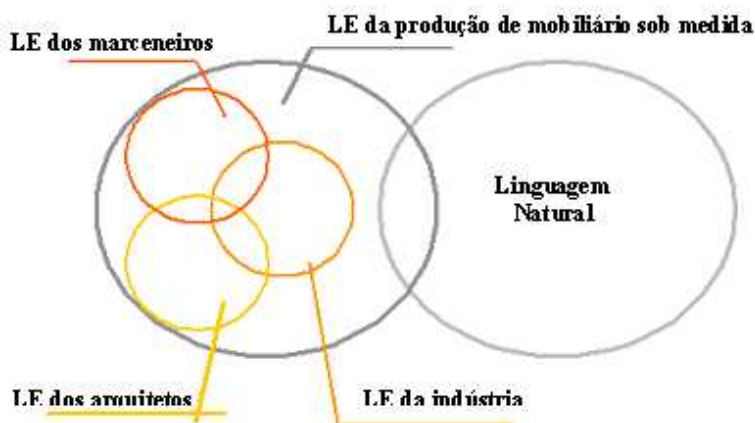 LE da produção de mobiliário sob medida
LE dos marceneiros
Linguagem
Natural
LE dos arquitetos
LE da indústria